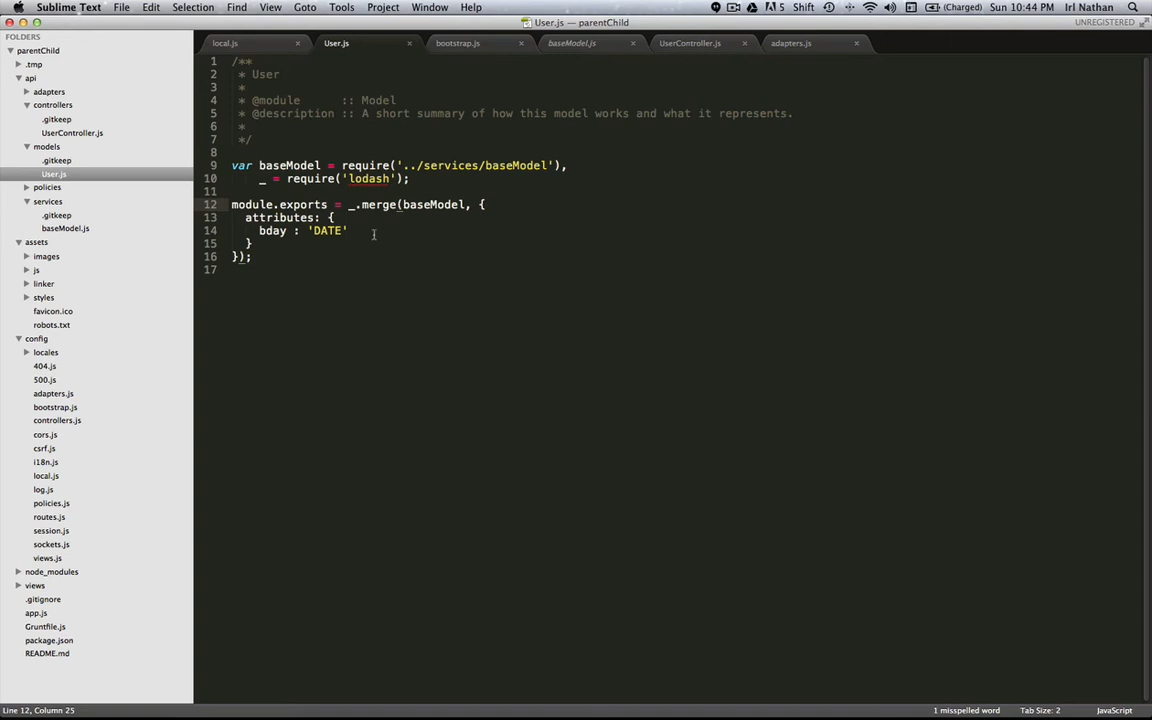 Sublime Text File Edit Selection Find View Goto Tools Project Window Help 5 Shift (Charged) Sun 10:44 PM Irl Nathan
User.js — parentChild UNREGISTERED
FOLDERS
parentChild
.tmp
api
adapters
controllers
.gitkeep
UserController.js
models
.gitkeep
User.js
policies
services
.gitkeep
baseModel.js
assets
images
js
linker
styles
favicon.ico
robots.txt
config
locales
404.js
500.js
adapters.js
bootstrap.js
controllers.js
cors.js
csrf.js
i18n.js
local.js
log.js
policies.js
routes.js
session.js
sockets.js
views.js
node_modules
views
.gitignore
app.js
Gruntfile.js
package.json
README.md
local.js × User.js × bootstrap.js × baseModel.js × UserController.js × adapters.js ×
1 /**
2 * User
3 *
4 * @module :: Model
5 * @description :: A short summary of how this model works and what it represents.
6 *
7 */
8
9 var baseModel = require('../services/baseModel'),
10 _ = require('lodash');
11
12 module.exports = _.merge(baseModel, {
13 attributes: {
14 bday : 'DATE'
15 }
16 });
17
Line 12, Column 25 1 misspelled word Tab Size: 2 JavaScript